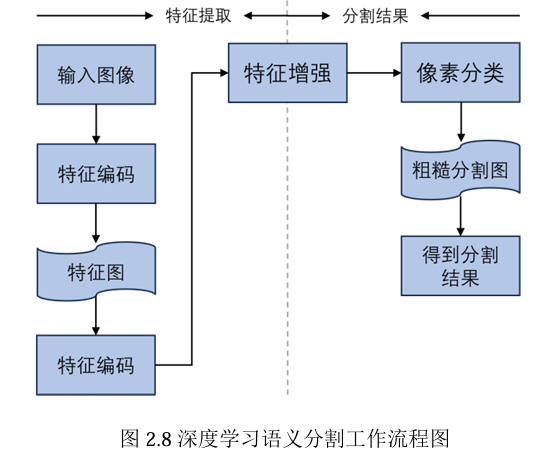 特征提取
分割结果
输入图像
特征编码
特征图
特征编码
特征增强
像素分类
粗糙分割图
得到分割
结果
图 2.8 深度学习语义分割工作流程图